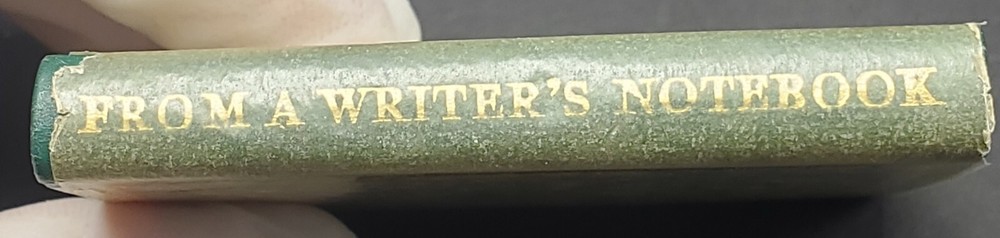 FROM A WRITER'S NOTEBOOK